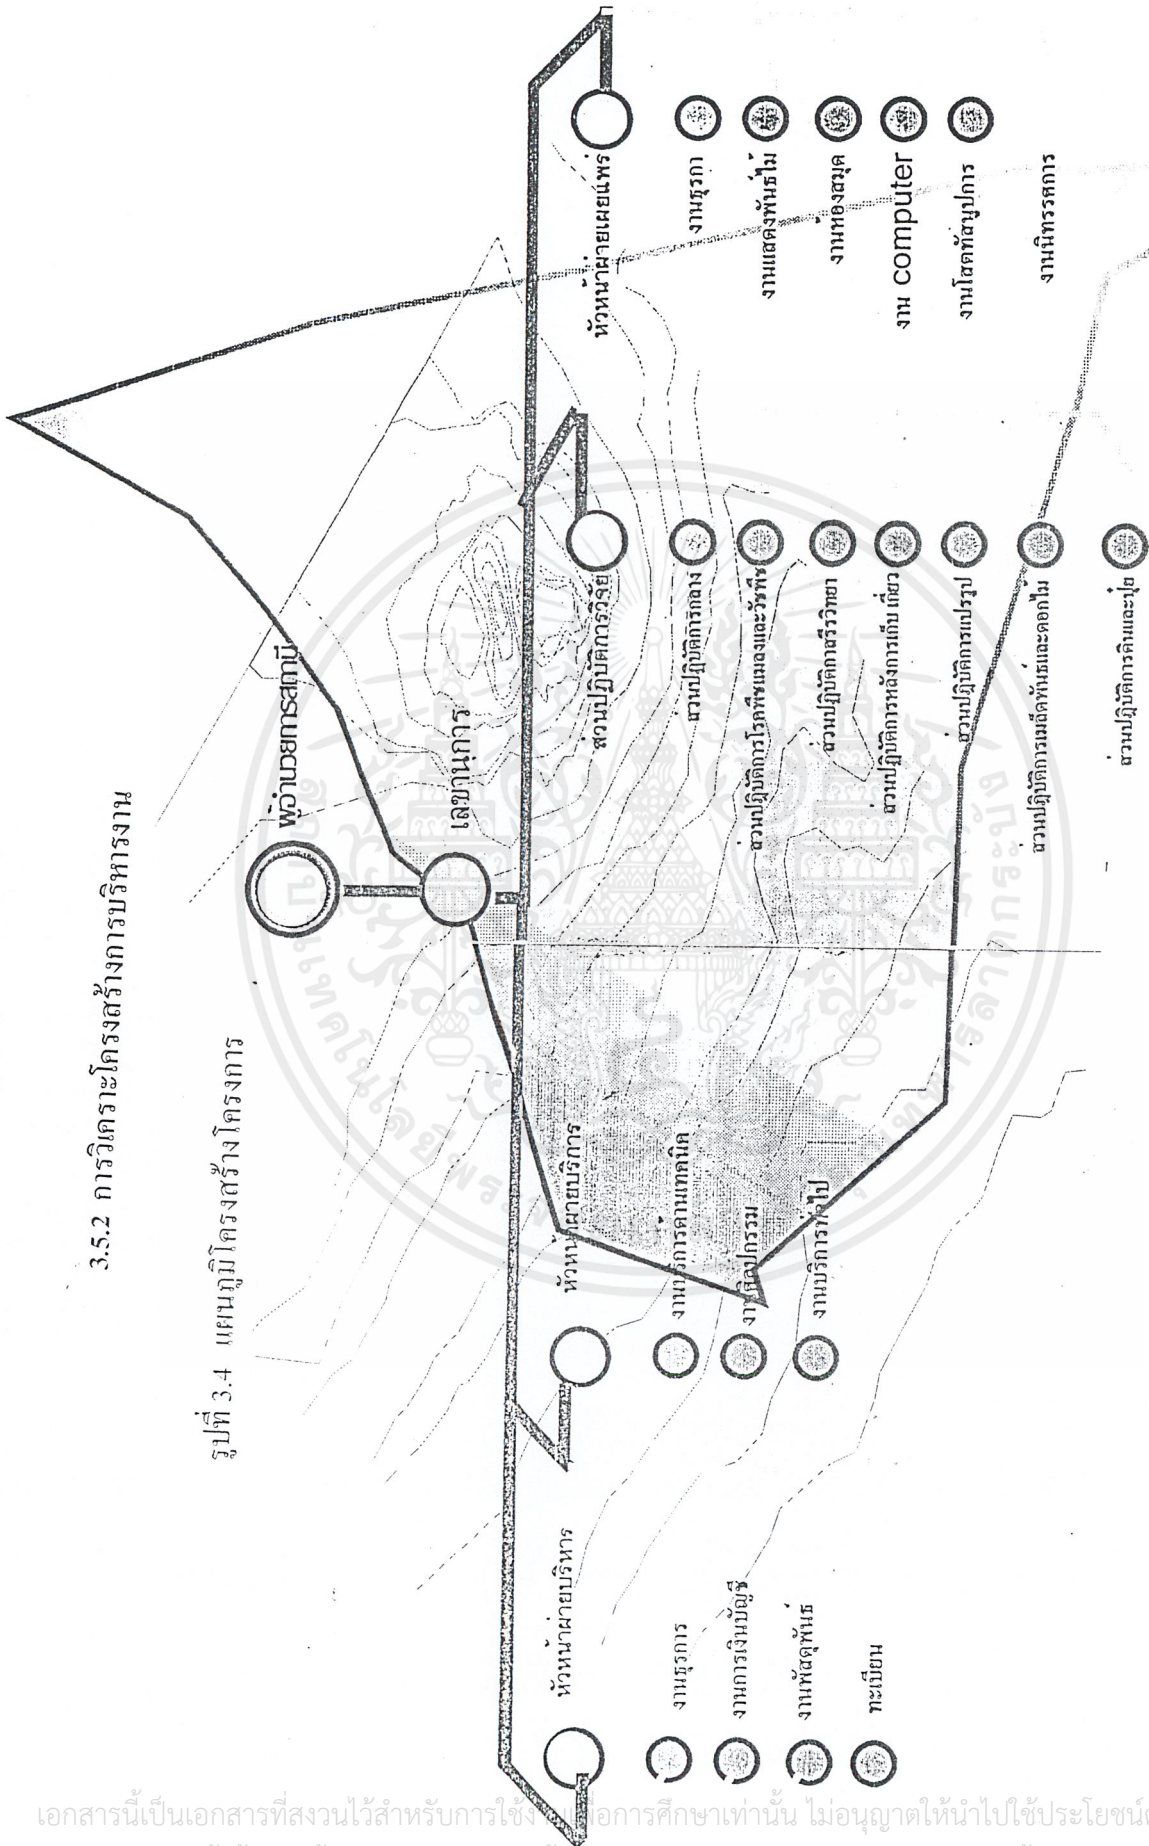 3.5.2 การวิเคราะโครงสร้างการบริหารงาน
รูปที่ 3.4 แผนภูมิโครงสร้างโครงการ
ผู้อำนวยการสถานี
เลขานุการ
หัวหน้าฝ่ายบริหาร
งานธุรการ
งานการเงินบัญชี
งานพัสดุพันธ์
ทะเบียน
หัวหน้าฝ่ายบริการ
งานบริการด้านเทคนิค
งานศิลปกรรม
งานบริการทั่วไป
ส่วนปฏิบัติการวิจัย
ส่วนปฏิบัติการกลาง
ส่วนปฏิบัติการโรคพืชแมลงและวัชพืช
ส่วนปฏิบัติกาสรีรวิทยา
ส่วนปฏิบัติการหลังการเก็บ เกี่ยว
ส่วนปฏิบัติการแปรรูป
ส่วนปฏิบัติการเมล็ดพันธ์และดอกไม้
ส่วนปฏิบัติการดินและปุ๋ย
หัวหน้าฝ่ายเผยแพร่
งานธุรกา
งานแสดงพันธ์ไม้
งานห้องสมุด
งาน computer
งานโสตทัสนูปการ
งานนิทรรศการ
เอกสารนี้เป็นเอกสารที่สงวนไว้สำหรับการใช้งานเพื่อการศึกษาเท่านั้น ไม่อนุญาตให้นำไปใช้ประโยชน์